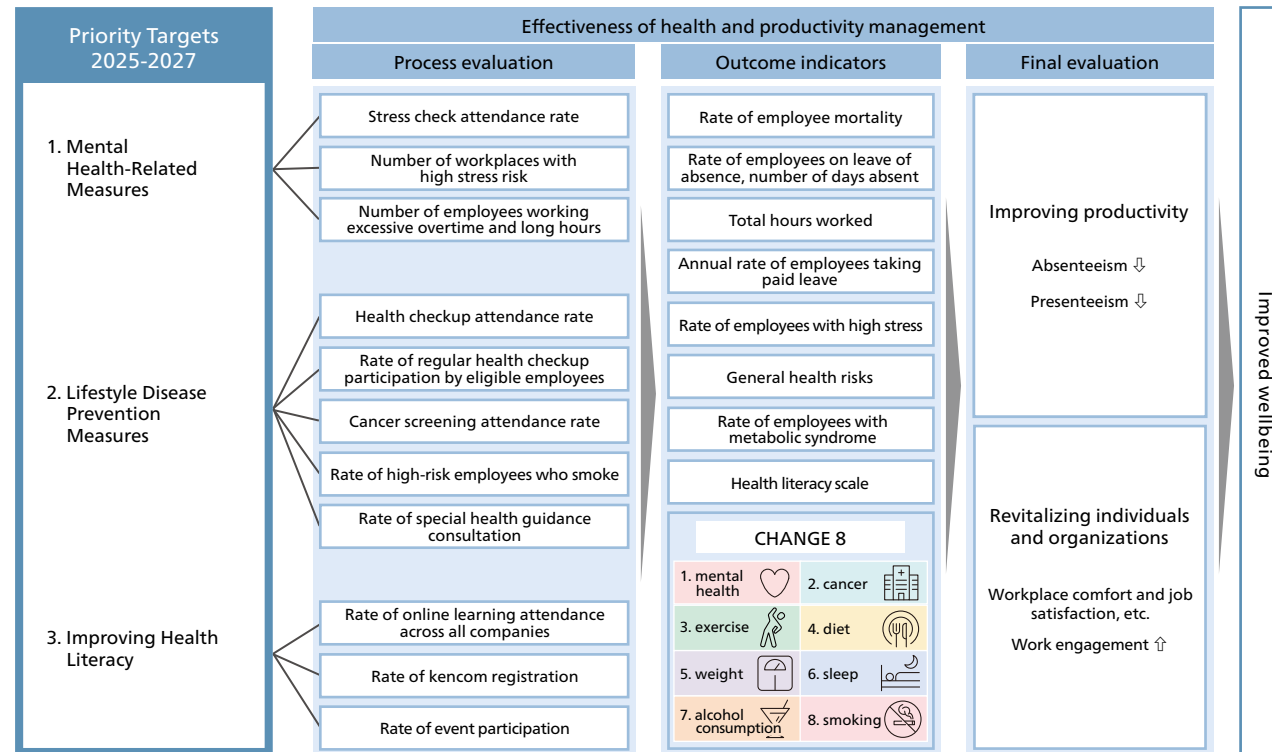 Priority Targets
2025-2027
Effectiveness of health and productivity management
Process evaluation
Outcome indicators
Final evaluation
1. Mental
Health-Related
Measures
2. Lifestyle Disease
Prevention
Measures
3. Improving Health
Literacy
Stress check attendance rate
Number of workplaces with
high stress risk
Number of employees working
excessive overtime and long hours
Health checkup attendance rate
Rate of regular health checkup
participation by eligible employees
Cancer screening attendance rate
Rate of high-risk employees who smoke
Rate of special health guidance
consultation
Rate of online learning attendance
across all companies
Rate of kencom registration
Rate of event participation
Rate of employee mortality
Rate of employees on leave of
absence, number of days absent
Total hours worked
Annual rate of employees taking
paid leave
Rate of employees with high stress
General health risks
Rate of employees with
metabolic syndrome
Health literacy scale
CHANGE 8
1. mental
health
2. cancer
3. exercise
4. diet
5. weight
6. sleep
7. alcohol
consumption
8. smoking
Improving productivity
Absenteeism ⇩
Presenteeism ⇩
Revitalizing individuals
and organizations
Workplace comfort and job
satisfaction, etc.
Work engagement ⇧
Improved wellbeing